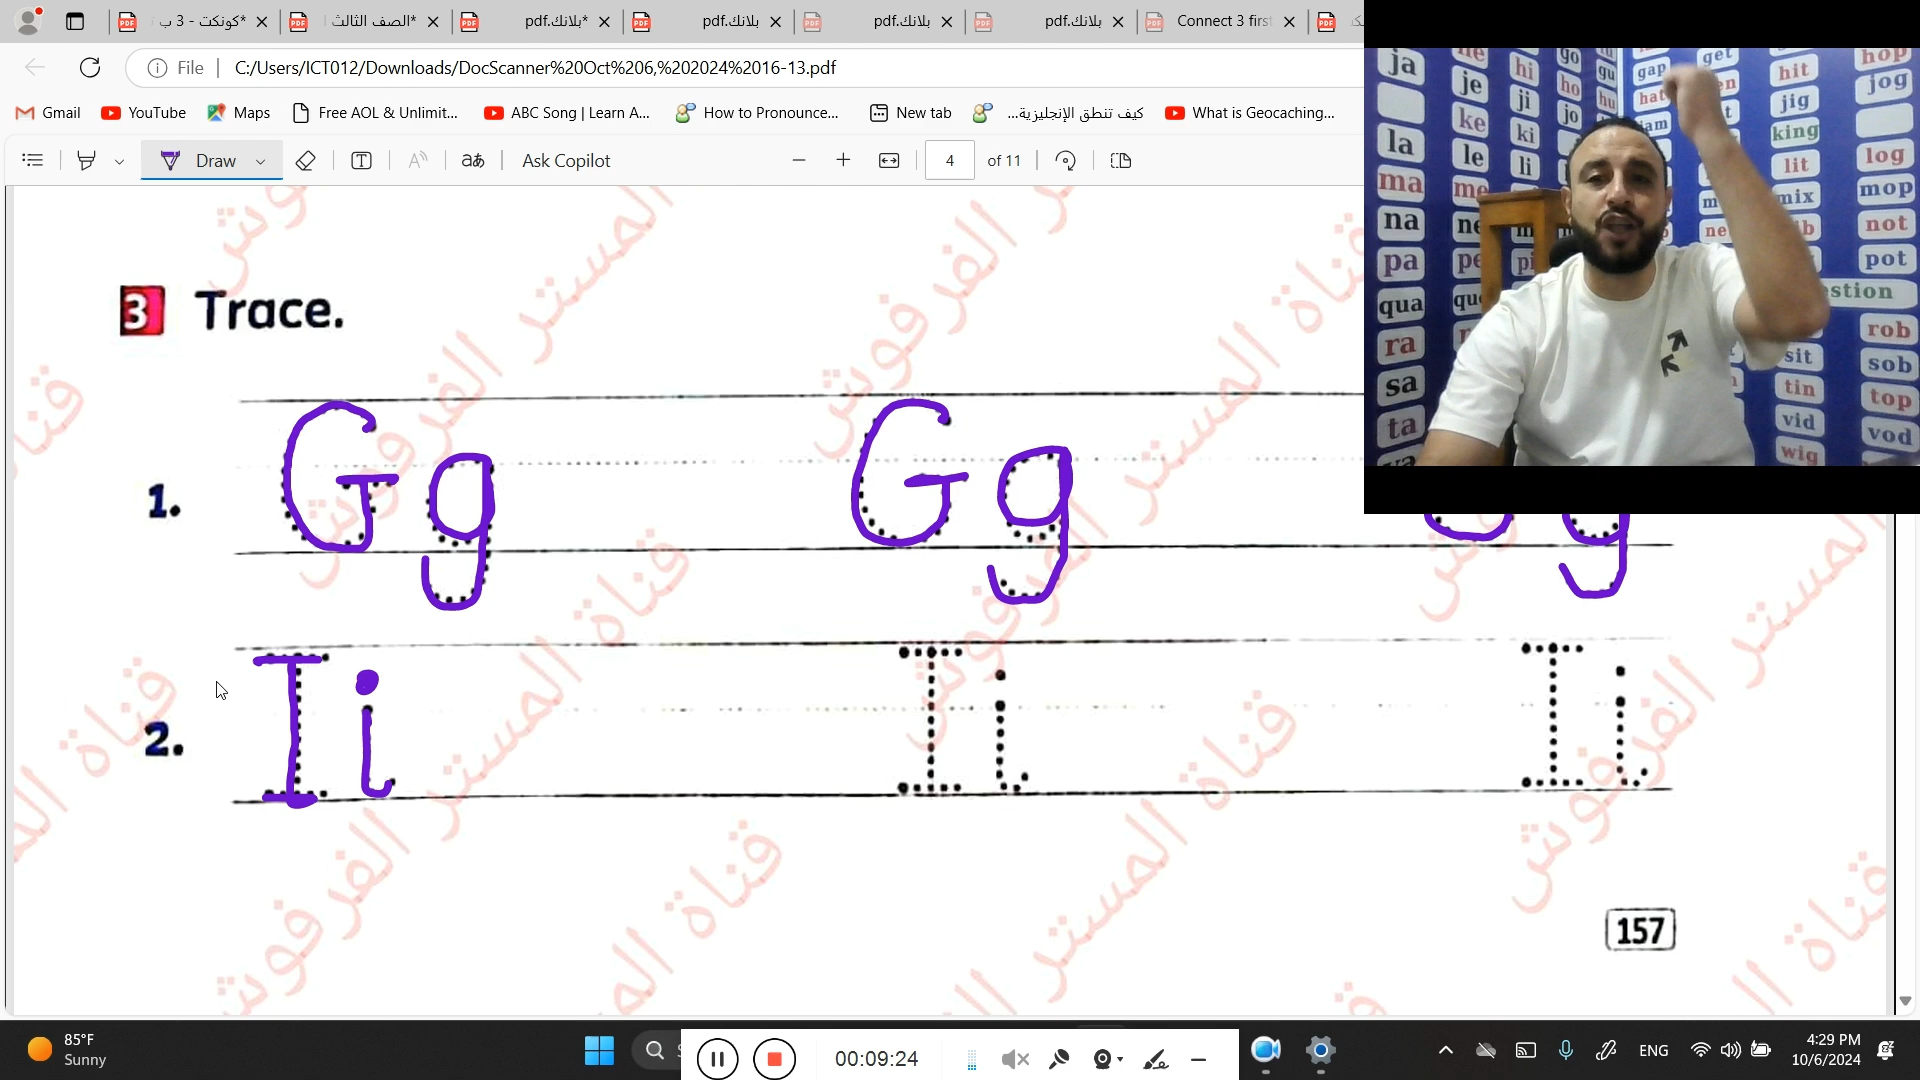 *كونكت - 3 ب
*الصف الثالث
*بلانك.pdf
بلانك.pdf
بلانك.pdf
بلانك.pdf
Connect 3 first
File C:/Users/ICT012/Downloads/DocScanner%20Oct%206,%202024%2016-13.pdf
Gmail YouTube Maps Free AOL & Unlimit... ABC Song | Learn A... How to Pronounce... New tab كيف تنطق الإنجليزية... What is Geocaching...
Draw Ask Copilot 4 of 11
3 Trace.
1. G g G g g
2. I i I i I i
157
قناة المستر الفرفوش
ja je hi go gu gap get hit hop
ji ho hu hat jig jog
la ke ki jo king
le li lit log
ma me mix mop
na ne not
pa pe pi pot
qua que
ra rob
sa sit sob
ta tin top
vid vod
wig
85°F
Sunny
00:09:24
ENG
4:29 PM
10/6/2024